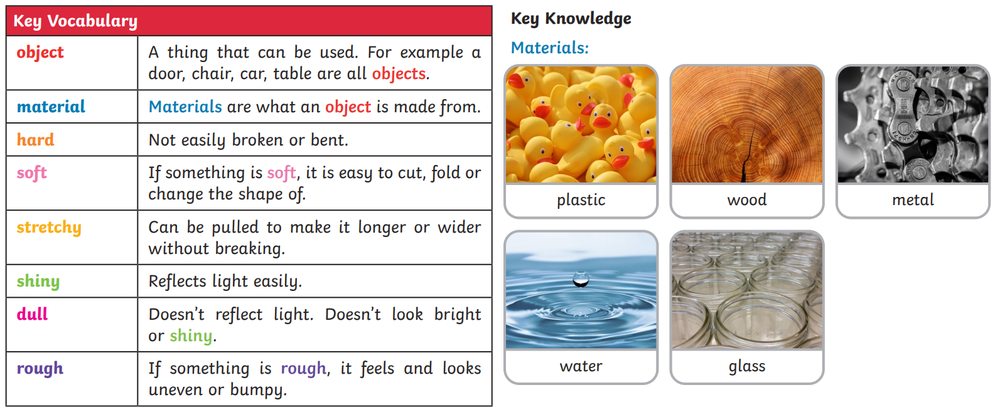 Key Vocabulary
object
A thing that can be used. For example a
door, chair, car, table are all objects.
material
Materials are what an object is made from.
hard
Not easily broken or bent.
soft
If something is soft, it is easy to cut, fold or
change the shape of.
stretchy
Can be pulled to make it longer or wider
without breaking.
shiny
Reflects light easily.
dull
Doesn't reflect light. Doesn't look bright
or shiny.
rough
If something is rough, it feels and looks
uneven or bumpy.
Key Knowledge
Materials:
plastic
wood
NARROW
metal
water
glass